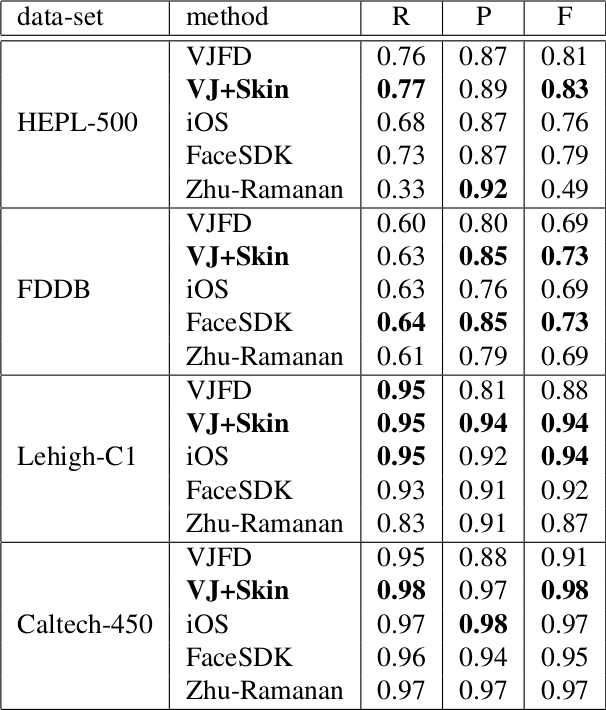 data-set method R P F
VJFD 0.76 0.87 0.81
VJ+Skin 0.77 0.89 0.83
HEPL-500 iOS 0.68 0.87 0.76
FaceSDK 0.73 0.87 0.79
Zhu-Ramanan 0.33 0.92 0.49
VJFD 0.60 0.80 0.69
VJ+Skin 0.63 0.85 0.73
FDDB iOS 0.63 0.76 0.69
FaceSDK 0.64 0.85 0.73
Zhu-Ramanan 0.61 0.79 0.69
VJFD 0.95 0.81 0.88
VJ+Skin 0.95 0.94 0.94
Lehigh-C1 iOS 0.95 0.92 0.94
FaceSDK 0.93 0.91 0.92
Zhu-Ramanan 0.83 0.91 0.87
VJFD 0.95 0.88 0.91
VJ+Skin 0.98 0.97 0.98
Caltech-450 iOS 0.97 0.98 0.97
FaceSDK 0.96 0.94 0.95
Zhu-Ramanan 0.97 0.97 0.97